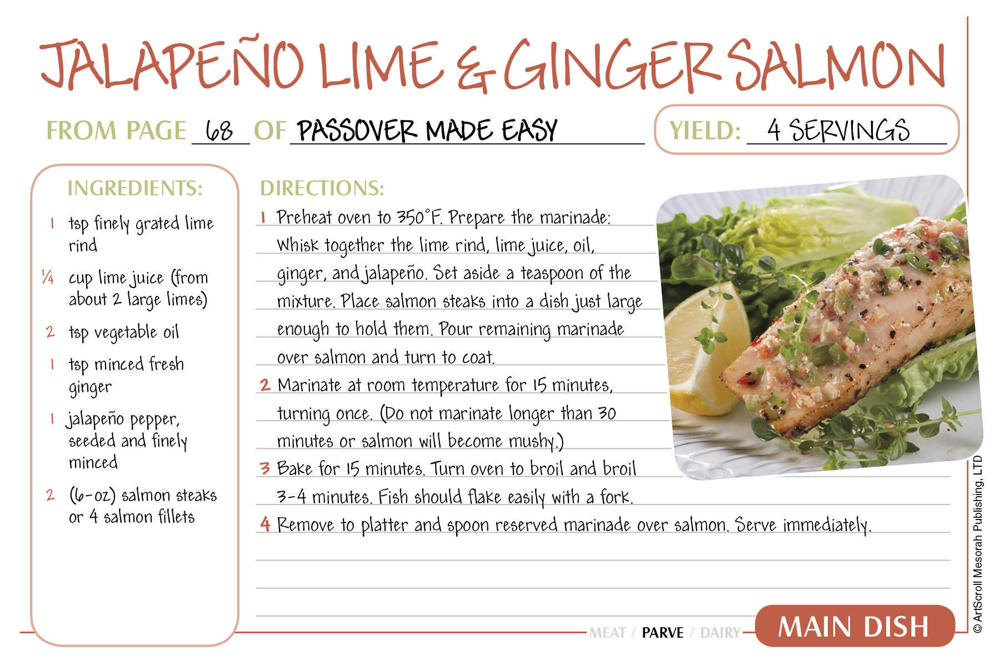 JALAPEÑO LIME & GINGER SALMON
FROM PAGE 68 OF PASSOVER MADE EASY
YIELD: 4 SERVINGS
INGREDIENTS:
1 tsp finely grated lime
rind
¼ cup lime juice (from
about 2 large limes)
2 tsp vegetable oil
1 tsp minced fresh
ginger
1 jalapeño pepper,
seeded and finely
minced
2 (6-oz) salmon steaks
or 4 salmon fillets
DIRECTIONS:
1 Preheat oven to 350°F. Prepare the marinade:
Whisk together the lime rind, lime juice, oil,
ginger, and jalapeño. Set aside a teaspoon of the
mixture. Place salmon steaks into a dish just large
enough to hold them. Pour remaining marinade
over salmon and turn to coat.
2 Marinate at room temperature for 15 minutes,
turning once. (Do not marinate longer than 30
minutes or salmon will become mushy.)
3 Bake for 15 minutes. Turn oven to broil and broil
3-4 minutes. Fish should flake easily with a fork.
4 Remove to platter and spoon reserved marinade over salmon. Serve immediately.
MEAT / PARVE / DAIRY
MAIN DISH
© ArtScroll Mesorah Publishing, LTD